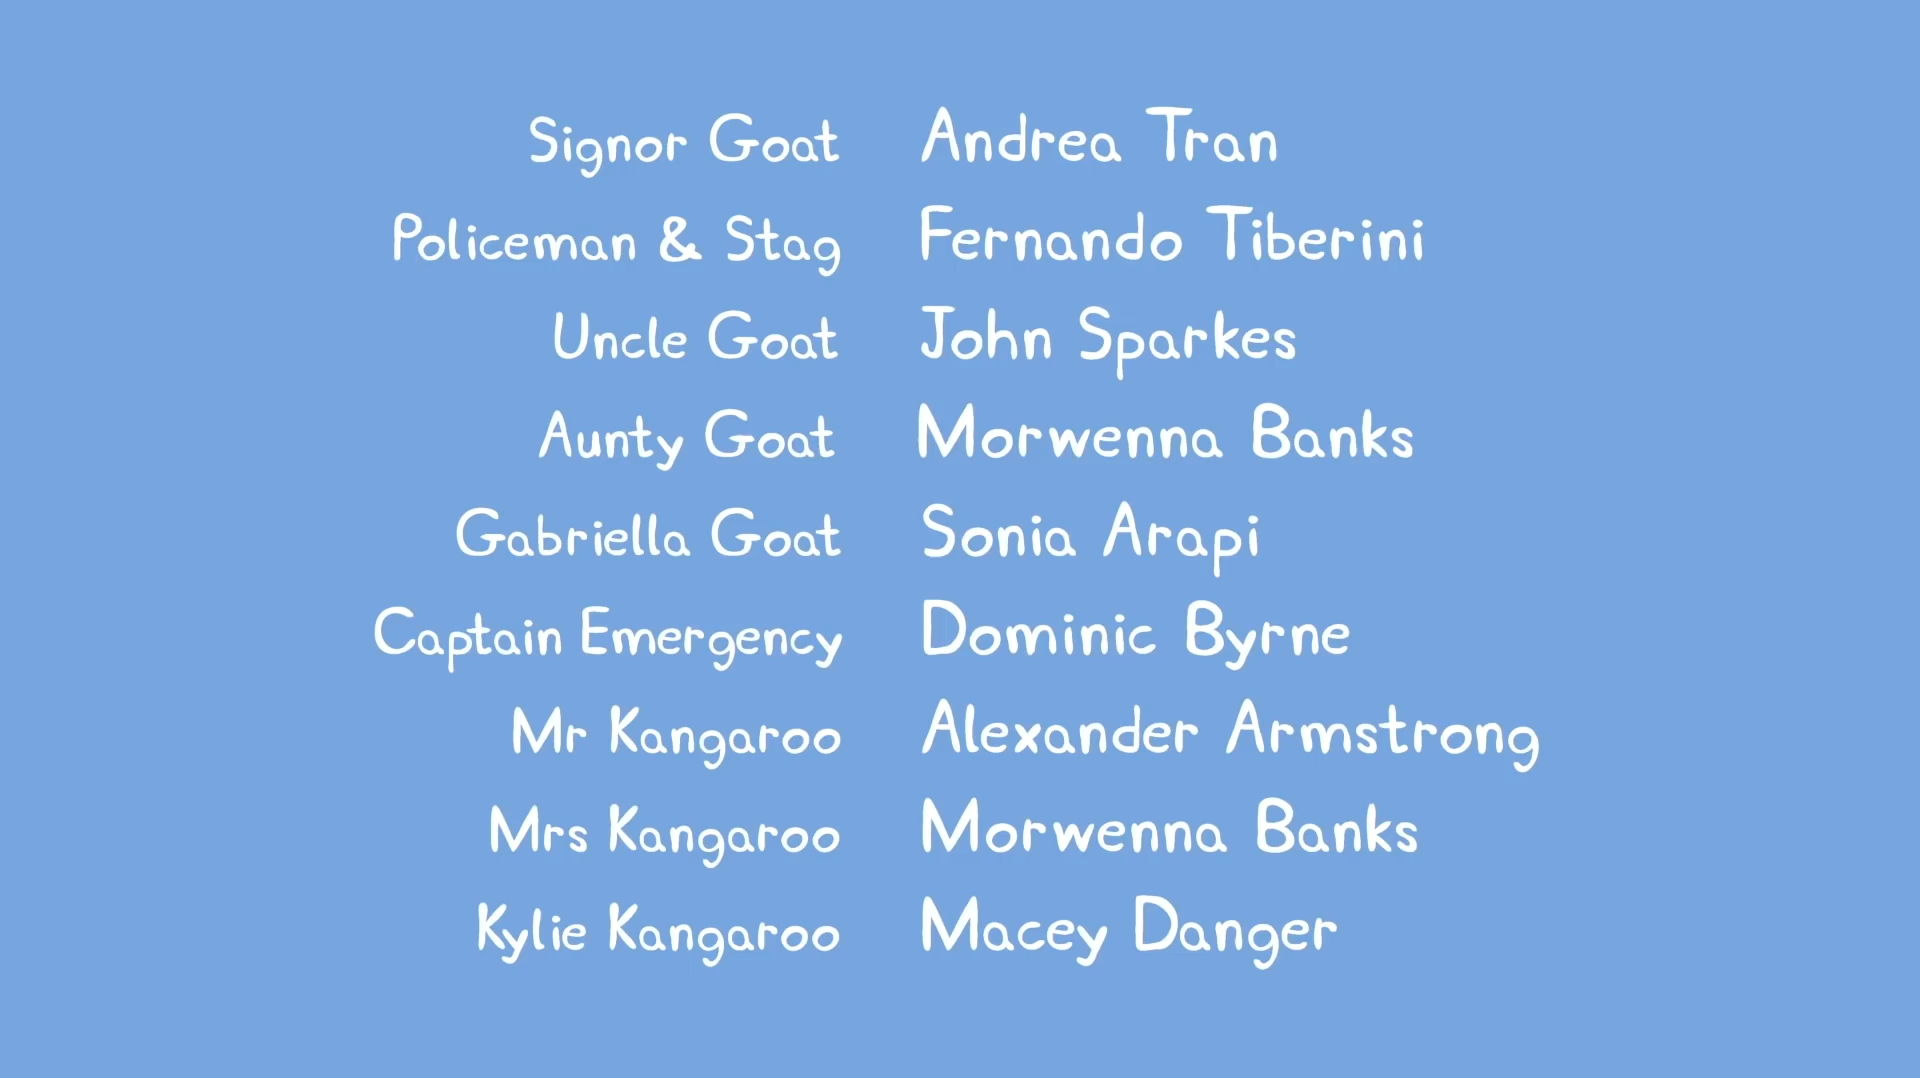 Signor Goat Andrea Tran
Policeman & Stag Fernando Tiberini
Uncle Goat John Sparkes
Aunty Goat Morwenna Banks
Gabriella Goat Sonia Arapi
Captain Emergency Dominic Byrne
Mr Kangaroo Alexander Armstrong
Mrs Kangaroo Morwenna Banks
Kylie Kangaroo Macey Danger